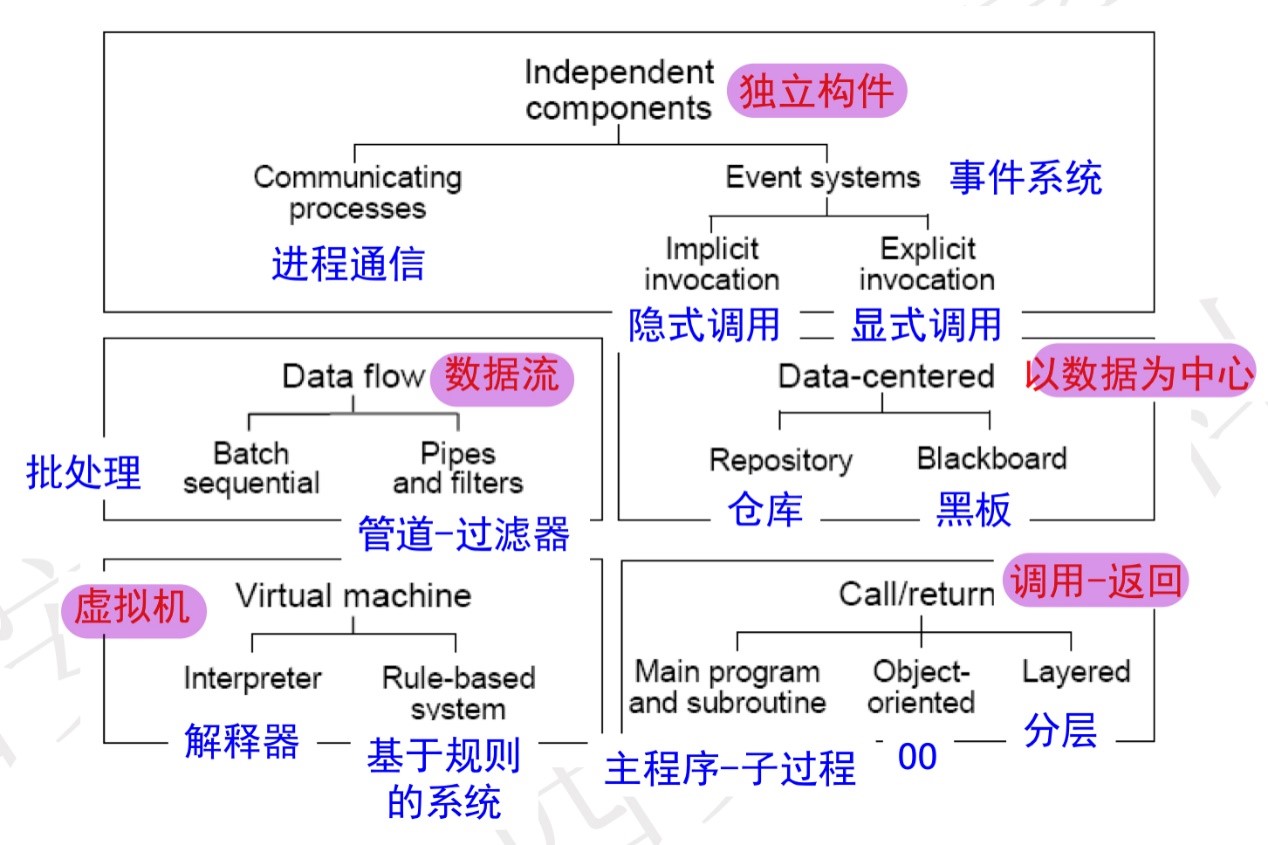 Independent
components
独立构件
Communicating
processes
进程通信
Event systems
事件系统
Implicit
invocation
隐式调用
Explicit
invocation
显式调用
Data flow
数据流
Batch
sequential
批处理
Pipes
and filters
管道-过滤器
Data-centered
以数据为中心
Repository
仓库
Blackboard
黑板
Virtual machine
虚拟机
Interpreter
解释器
Rule-based
system
基于规则
的系统
Call/return
调用-返回
Main program
and subroutine
主程序-子过程
Object-
oriented
OO
Layered
分层